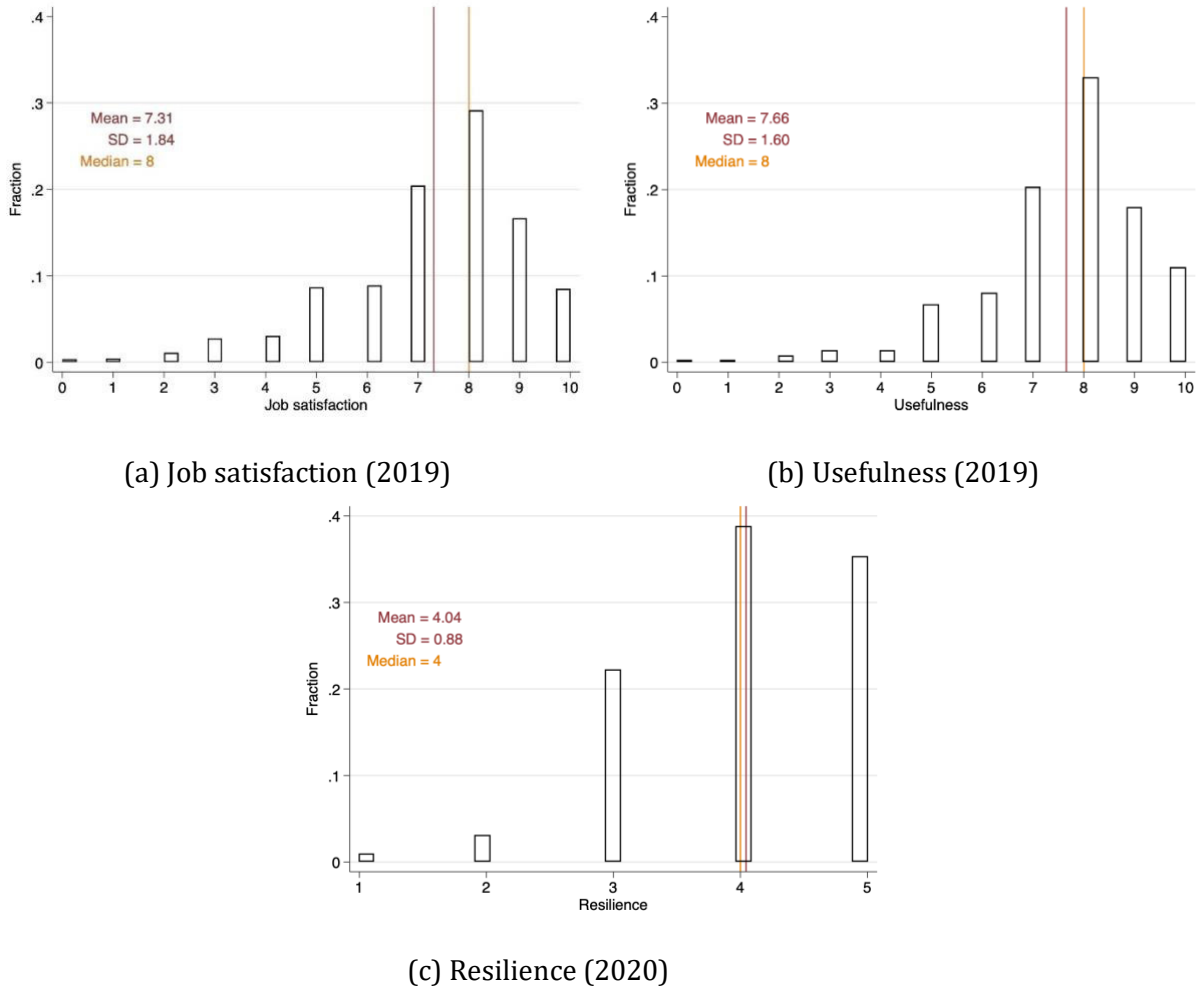 .4
.3
.2
.1
0
Fraction
Mean = 7.31
SD = 1.84
Median = 8
0 1 2 3 4 5 6 7 8 9 10
Job satisfaction
(a) Job satisfaction (2019)
.4
.3
.2
.1
0
Fraction
Mean = 7.66
SD = 1.60
Median = 8
0 1 2 3 4 5 6 7 8 9 10
Usefulness
(b) Usefulness (2019)
.4
.3
.2
.1
0
Fraction
Mean = 4.04
SD = 0.88
Median = 4
1 2 3 4 5
Resilience
(c) Resilience (2020)